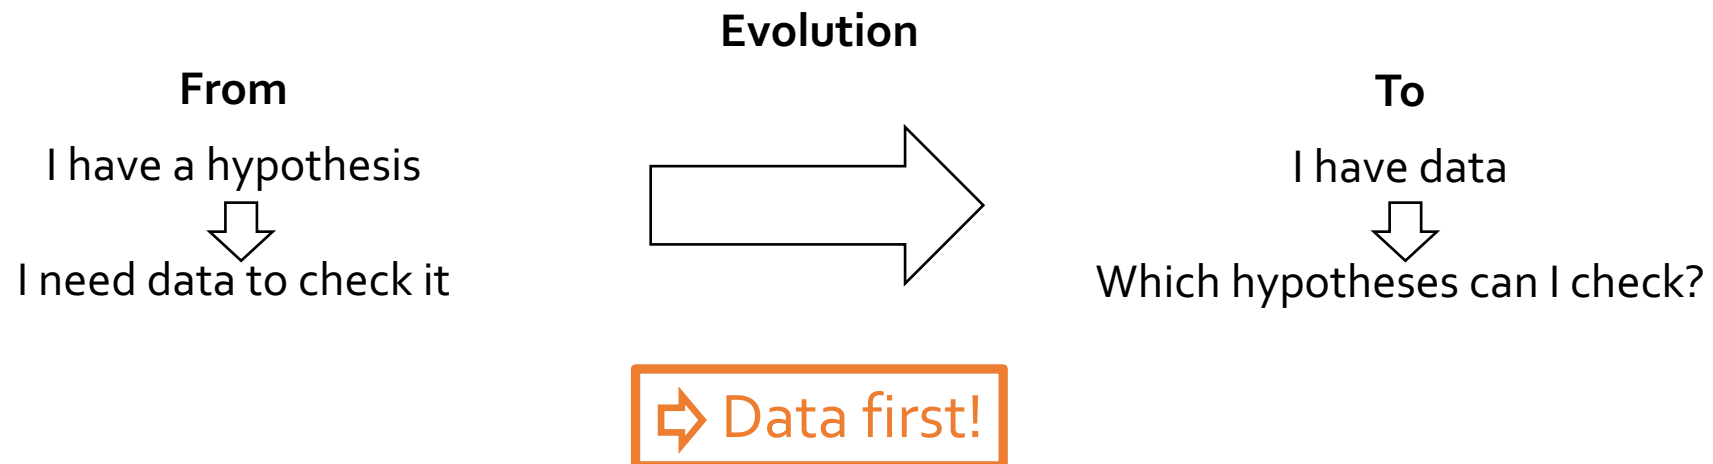 Evolution
From
I have a hypothesis
I need data to check it
To
I have data
Which hypotheses can I check?
Data first!